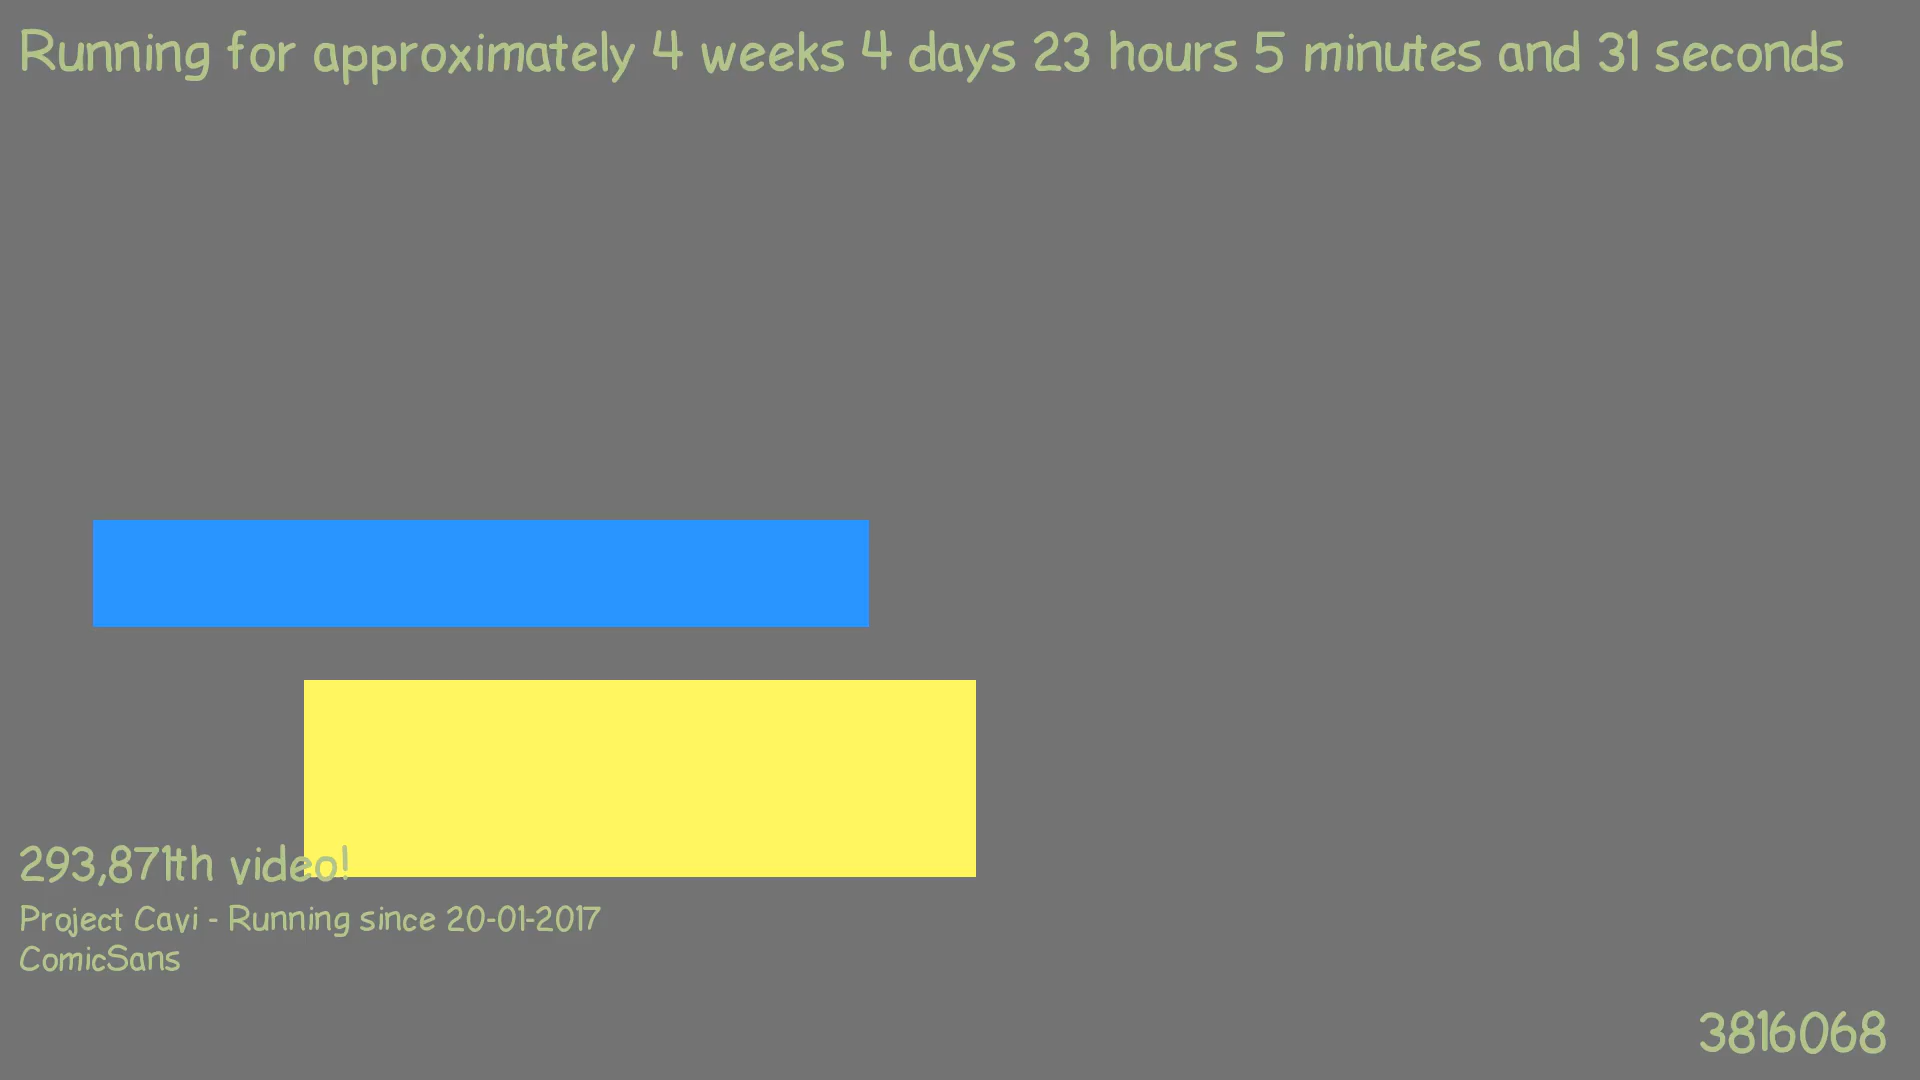 Running for approximately 4 weeks 4 days 23 hours 5 minutes and 31 seconds
293,871th video!
Project Cavi - Running since 20-01-2017
ComicSans
3816068